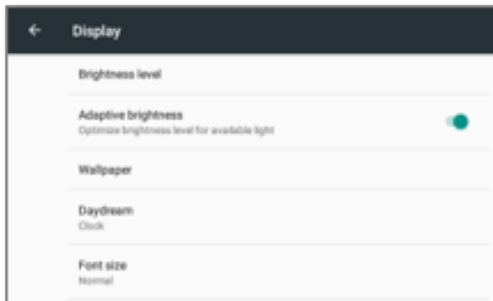 Display
Brightness level
Adaptive brightness
Optimize brightness level for available light
Wallpaper
Daydream
Clock
Font size
Normal